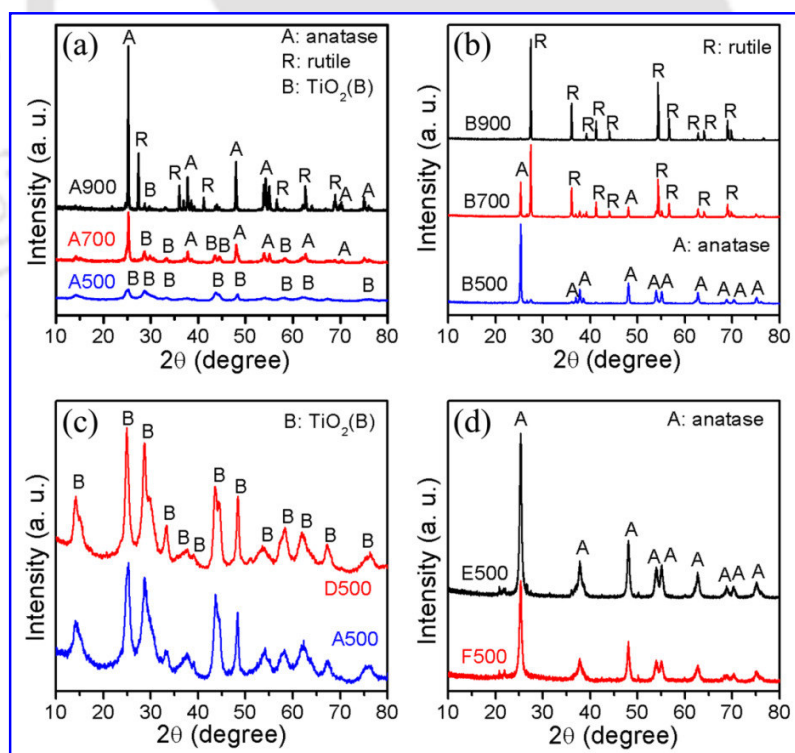 (a)
A
A: anatase
R: rutile
B: TiO₂(B)
R
B
R
A
R
A
A
R
R
R
A
A
A900
A700
B
B
A
B
B
A
A
B
A
A
A500
B
B
B
B
B
B
B
B
Intensity (a. u.)
10 20 30 40 50 60 70 80
2θ (degree)
(b)
R
R: rutile
R
R
R
R
R
R
R
R
R
B900
B700
A
R
R
R
R
A
R
R
R
R
R
A: anatase
B500
A
A
A
A
A
A
A
A
A
Intensity (a. u.)
10 20 30 40 50 60 70 80
2θ (degree)
(c)
B: TiO₂(B)
B
B
B
B
B
B
B
B
B
B
B
B
B
D500
A500
Intensity (a. u.)
10 20 30 40 50 60 70 80
2θ (degree)
(d)
A
A: anatase
A
A
A
A
A
A
A
A
E500
F500
Intensity (a. u.)
10 20 30 40 50 60 70 80
2θ (degree)